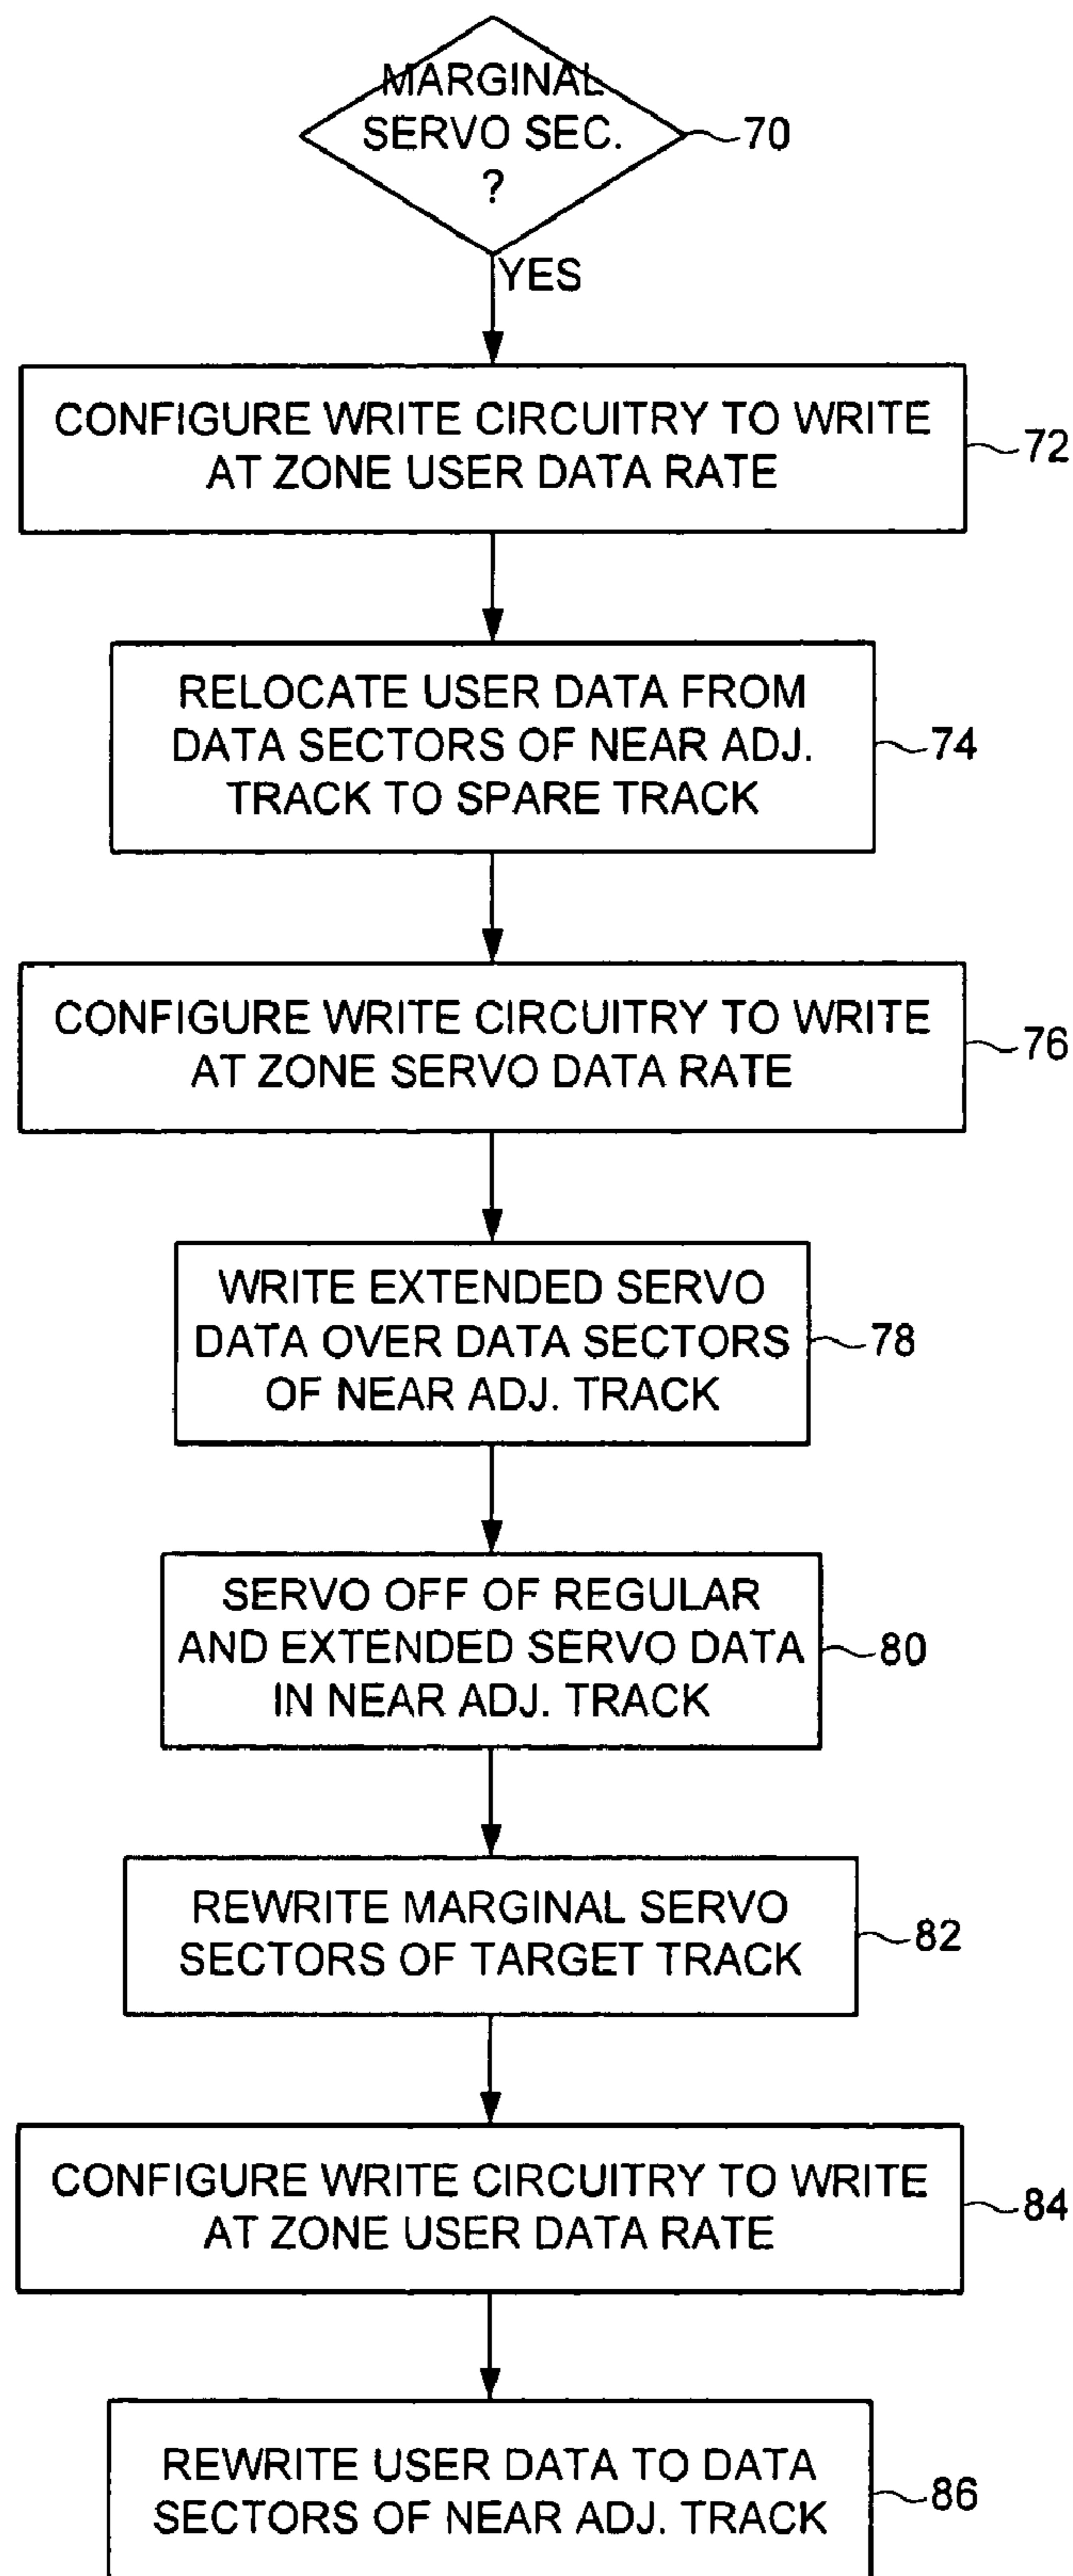 MARGINAL
SERVO SEC.
?
70
YES
CONFIGURE WRITE CIRCUITRY TO WRITE
AT ZONE USER DATA RATE
72
RELOCATE USER DATA FROM
DATA SECTORS OF NEAR ADJ.
TRACK TO SPARE TRACK
74
CONFIGURE WRITE CIRCUITRY TO WRITE
AT ZONE SERVO DATA RATE
76
WRITE EXTENDED SERVO
DATA OVER DATA SECTORS
OF NEAR ADJ. TRACK
78
SERVO OFF OF REGULAR
AND EXTENDED SERVO DATA
IN NEAR ADJ. TRACK
80
REWRITE MARGINAL SERVO
SECTORS OF TARGET TRACK
82
CONFIGURE WRITE CIRCUITRY TO WRITE
AT ZONE USER DATA RATE
84
REWRITE USER DATA TO DATA
SECTORS OF NEAR ADJ. TRACK
86